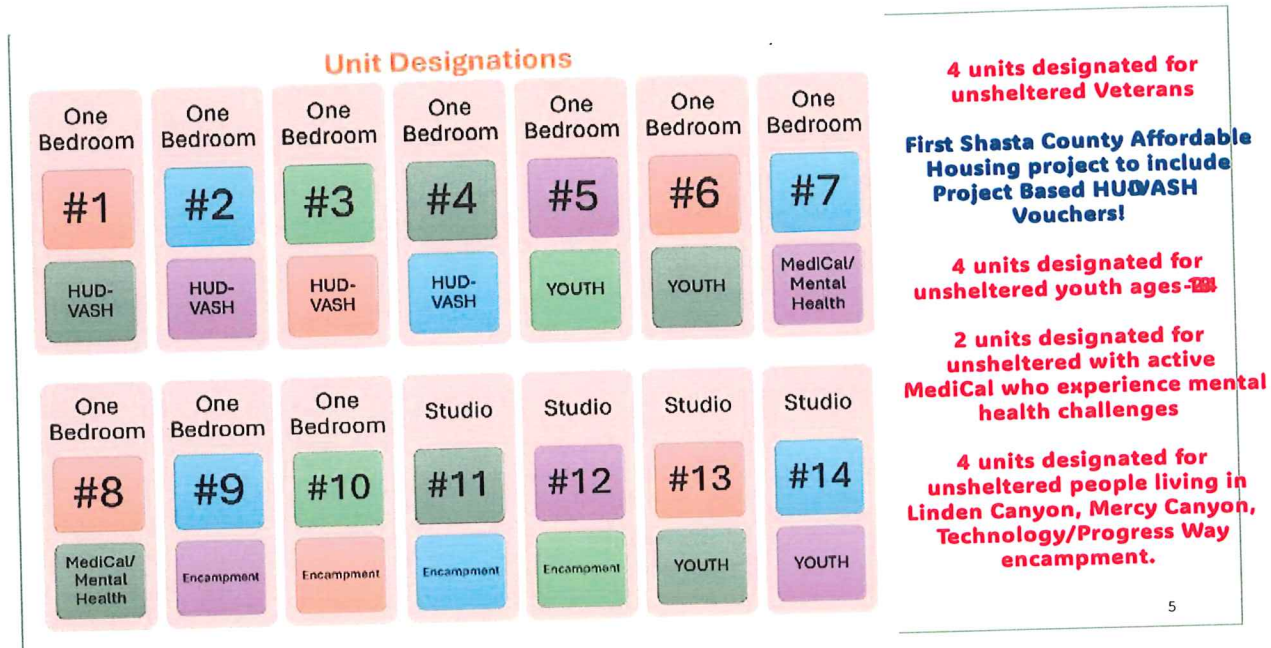 Unit Designations
One Bedroom
#1
HUD-
VASH
One Bedroom
#2
HUD-
VASH
One Bedroom
#3
HUD-
VASH
One Bedroom
#4
HUD-
VASH
One Bedroom
#5
YOUTH
One Bedroom
#6
YOUTH
One Bedroom
#7
MediCal/
Mental
Health
One Bedroom
#8
MediCal/
Mental
Health
One Bedroom
#9
Encampment
One Bedroom
#10
Encampment
Studio
#11
Encampment
Studio
#12
Encampment
Studio
#13
YOUTH
Studio
#14
YOUTH
4 units designated for
unsheltered Veterans
First Shasta County Affordable
Housing project to include
Project Based HUDVASH
Vouchers!
4 units designated for
unsheltered youth ages
2 units designated for
unsheltered with active
MediCal who experience mental
health challenges
4 units designated for
unsheltered people living in
Linden Canyon, Mercy Canyon,
Technology/Progress Way
encampment.
5